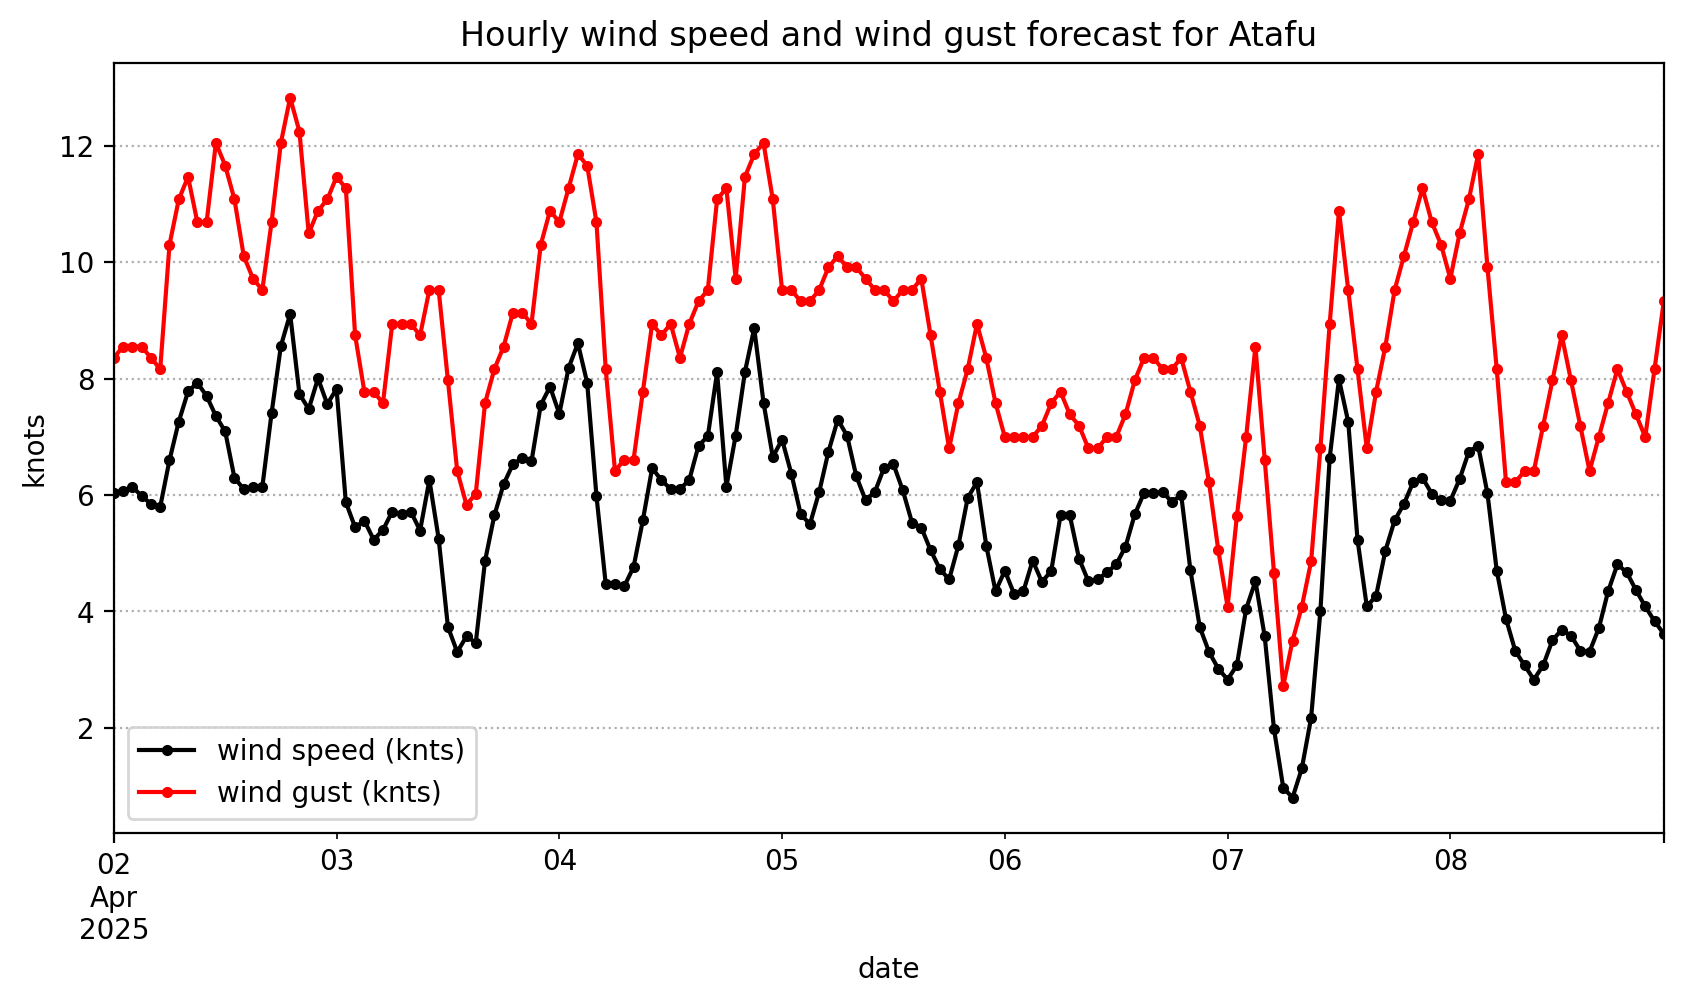 Hourly wind speed and wind gust forecast for Atafu
knots
12
10
8
6
4
2
wind speed (knts)
wind gust (knts)
02 03 04 05 06 07 08
Apr
2025
date